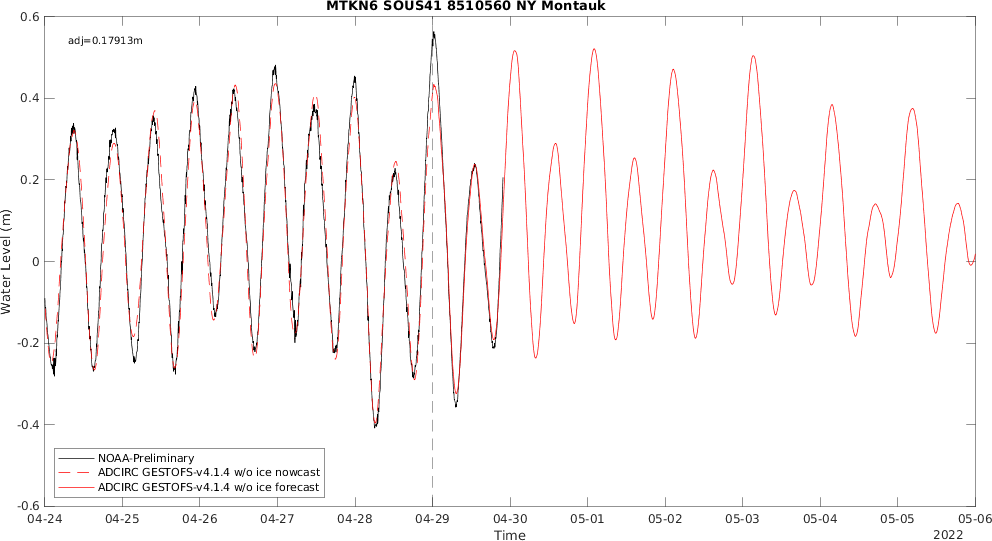 MTKN6 SOUS41 8510560 NY Montauk
adj=0.17913m
0.6
0.4
0.2
0
-0.2
-0.4
-0.6
Water Level (m)
NOAA-Preliminary
ADCIRC GESTOFS-v4.1.4 w/o ice nowcast
ADCIRC GESTOFS-v4.1.4 w/o ice forecast
04-24 04-25 04-26 04-27 04-28 04-29 04-30 05-01 05-02 05-03 05-04 05-05 05-06
Time
2022